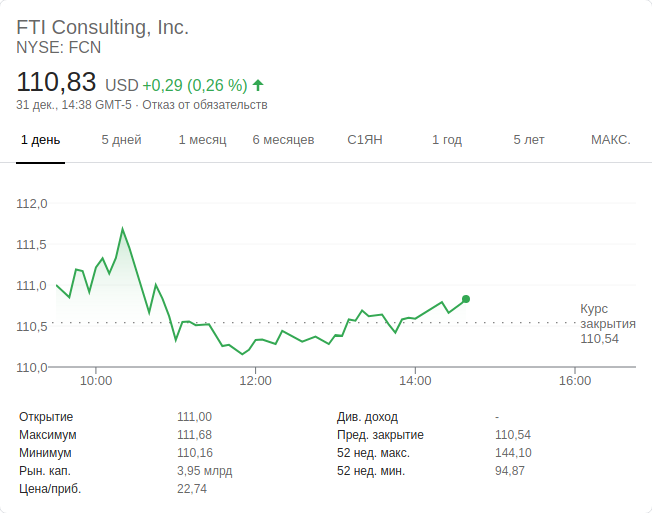 FTI Consulting, Inc.
NYSE: FCN
110,83 USD +0,29 (0,26 %)
31 дек., 14:38 GMT-5 · Отказ от обязательств
1 день 5 дней 1 месяц 6 месяцев С1ЯН 1 год 5 лет МАКС.
112,0
111,5
111,0
110,5
110,0
Курс
закрытия
110,54
10:00 12:00 14:00 16:00
Открытие 111,00 Див. доход -
Максимум 111,68 Пред. закрытие 110,54
Минимум 110,16 52 нед. макс. 144,10
Рын. кап. 3,95 млрд 52 нед. мин. 94,87
Цена/приб. 22,74